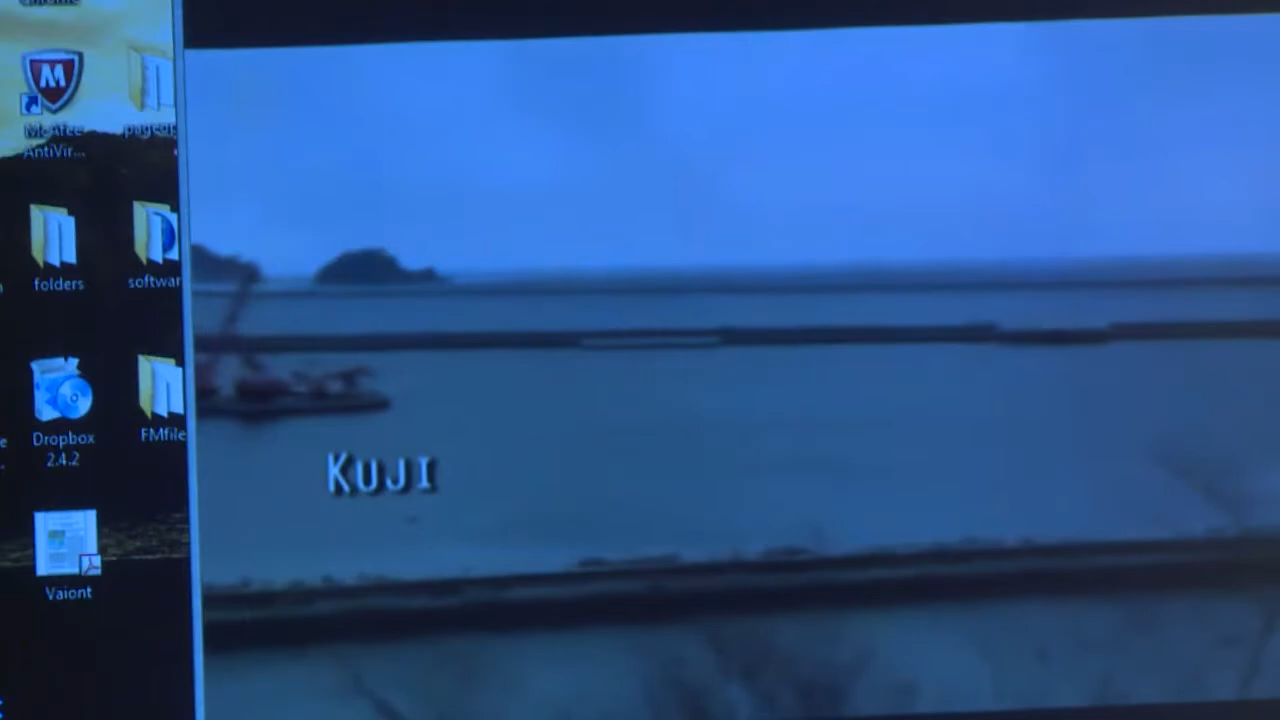 McAfee
AntiVir...
folders
softwar
Dropbox
2.4.2
FMfile
Vaiont
KUJI